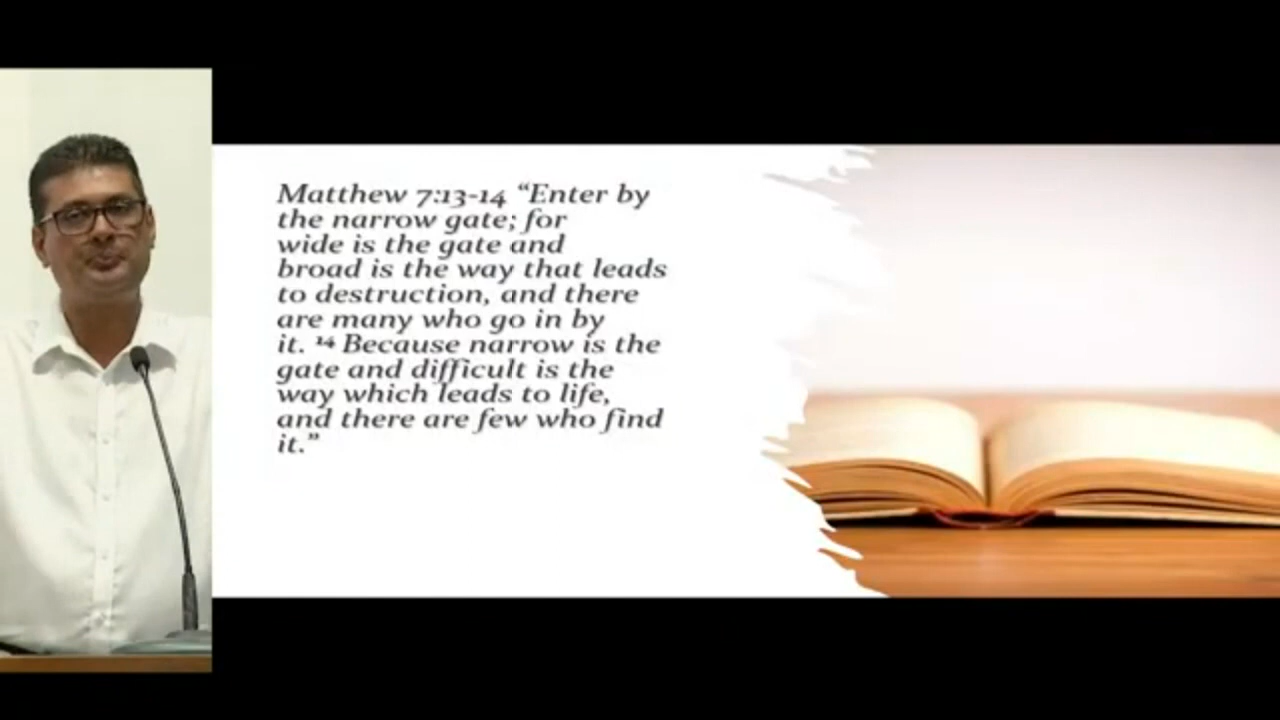 Matthew 7:13-14 “Enter by
the narrow gate; for
wide is the gate and
broad is the way that leads
to destruction, and there
are many who go in by
it. ¹⁴ Because narrow is the
gate and difficult is the
way which leads to life,
and there are few who find
it.”